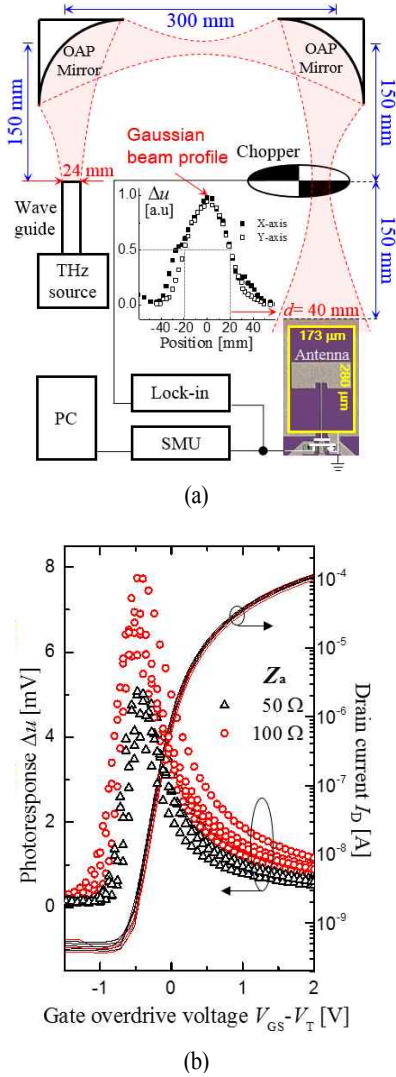 300 mm
OAP
Mirror
OAP
Mirror
150 mm
150 mm
24 mm
Gaussian
beam profile
Chopper
Wave
guide
THz
source
Δu
[a.u]
X-axis
Y-axis
1.0
0.5
0.0
-40 -20 0 20 40
Position [mm]
d= 40 mm
150 mm
173 μm
Antenna
280 μm
PC
Lock-in
SMU
(a)
8
6
4
2
0
Photoresponse Δu [mV]
Za
50 Ω
100 Ω
10⁻⁴
10⁻⁵
10⁻⁶
10⁻⁷
10⁻⁸
10⁻⁹
Drain current ID [A]
-1 0 1 2
Gate overdrive voltage VGS-VT [V]
(b)